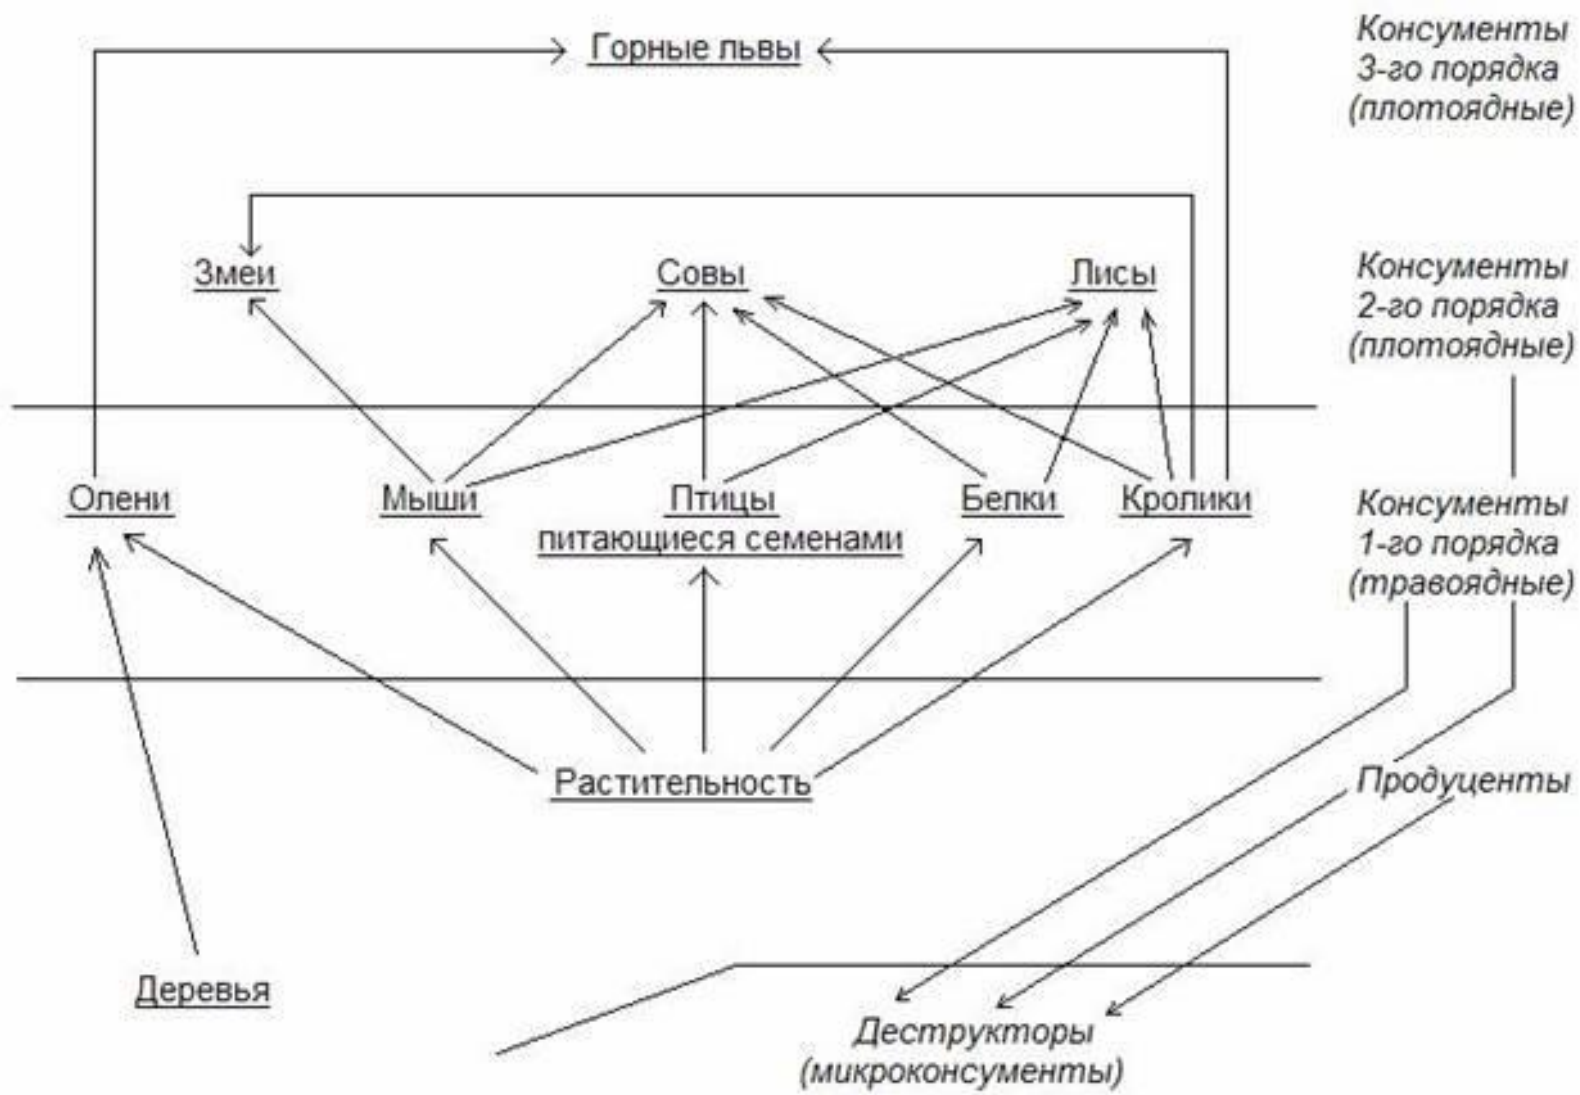 Горные львы
Консументы
3-го порядка
(плотоядные)
Змеи
Совы
Лисы
Консументы
2-го порядка
(плотоядные)
Олени
Мыши
Птицы
питающиеся семенами
Белки
Кролики
Консументы
1-го порядка
(травоядные)
Растительность
Продуценты
Деревья
Деструкторы
(микроконсументы)